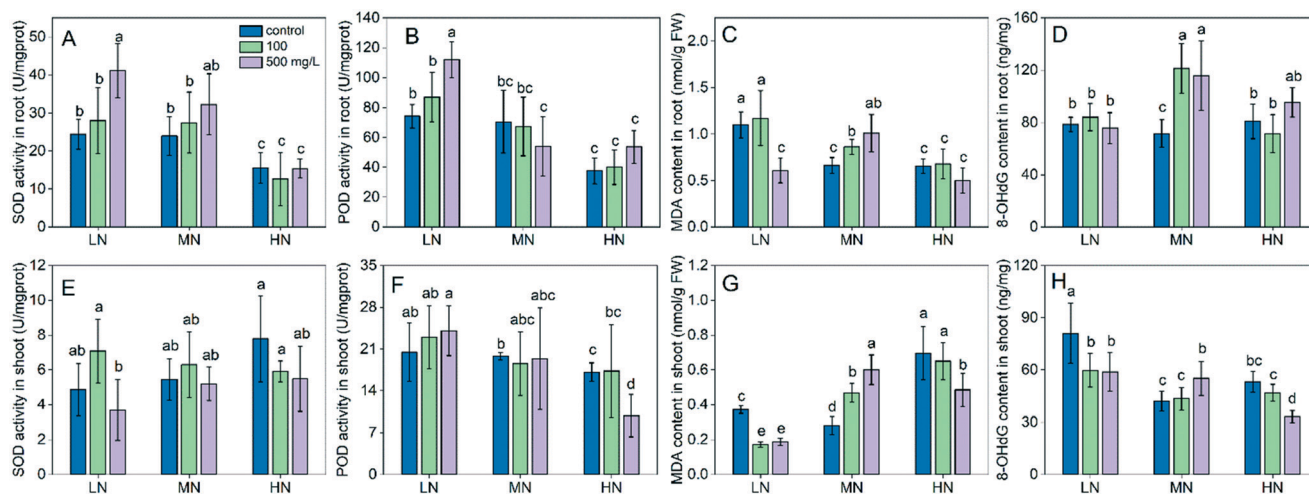 A
control
100
500 mg/L
SOD activity in root (U/mgprot)
50
40
30
20
10
0
b b a
b b ab
c c c
LN MN HN
B
POD activity in root (U/mgprot)
140
120
100
80
60
40
20
0
b b a
bc bc c
c c c
LN MN HN
C
MDA content in root (nmol/g FW)
2.0
1.5
1.0
0.5
0.0
a a c
c b ab
c c c
LN MN HN
D
8-OHdG content in root (ng/mg)
160
120
80
40
0
b b b
c a a
b b ab
LN MN HN
E
SOD activity in shoot (U/mgprot)
12
10
8
6
4
2
0
ab a b
ab ab ab
a a ab
LN MN HN
F
POD activity in shoot (U/mgprot)
35
28
21
14
7
0
ab ab a
b abc abc
c abc d
LN MN HN
G
MDA content in shoot (nmol/g FW)
1.2
1.0
0.8
0.6
0.4
0.2
0.0
c e e
d b a
a a b
LN MN HN
H
8-OHdG content in shoot (ng/mg)
120
90
60
30
0
a b b
c c b
bc c d
LN MN HN